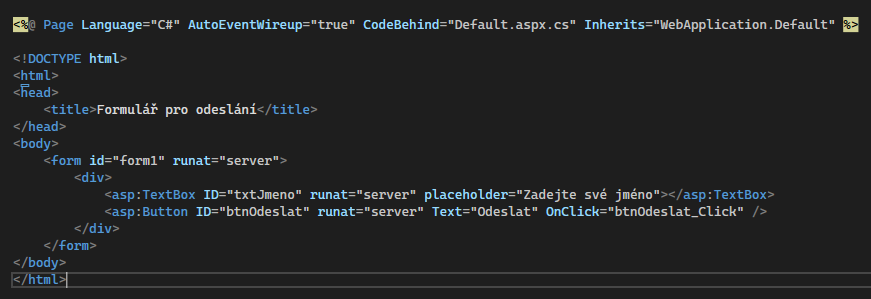 <%@ Page Language="C#" AutoEventWireup="true" CodeBehind="Default.aspx.cs" Inherits="WebApplication.Default" %>
<!DOCTYPE html>
<html>
<head>
<title>Formulář pro odeslání</title>
</head>
<body>
<form id="form1" runat="server">
<div>
<asp:TextBox ID="txtJmeno" runat="server" placeholder="Zadejte své jméno"></asp:TextBox>
<asp:Button ID="btnOdeslat" runat="server" Text="Odeslat" OnClick="btnOdeslat_Click" />
</div>
</form>
</body>
</html>